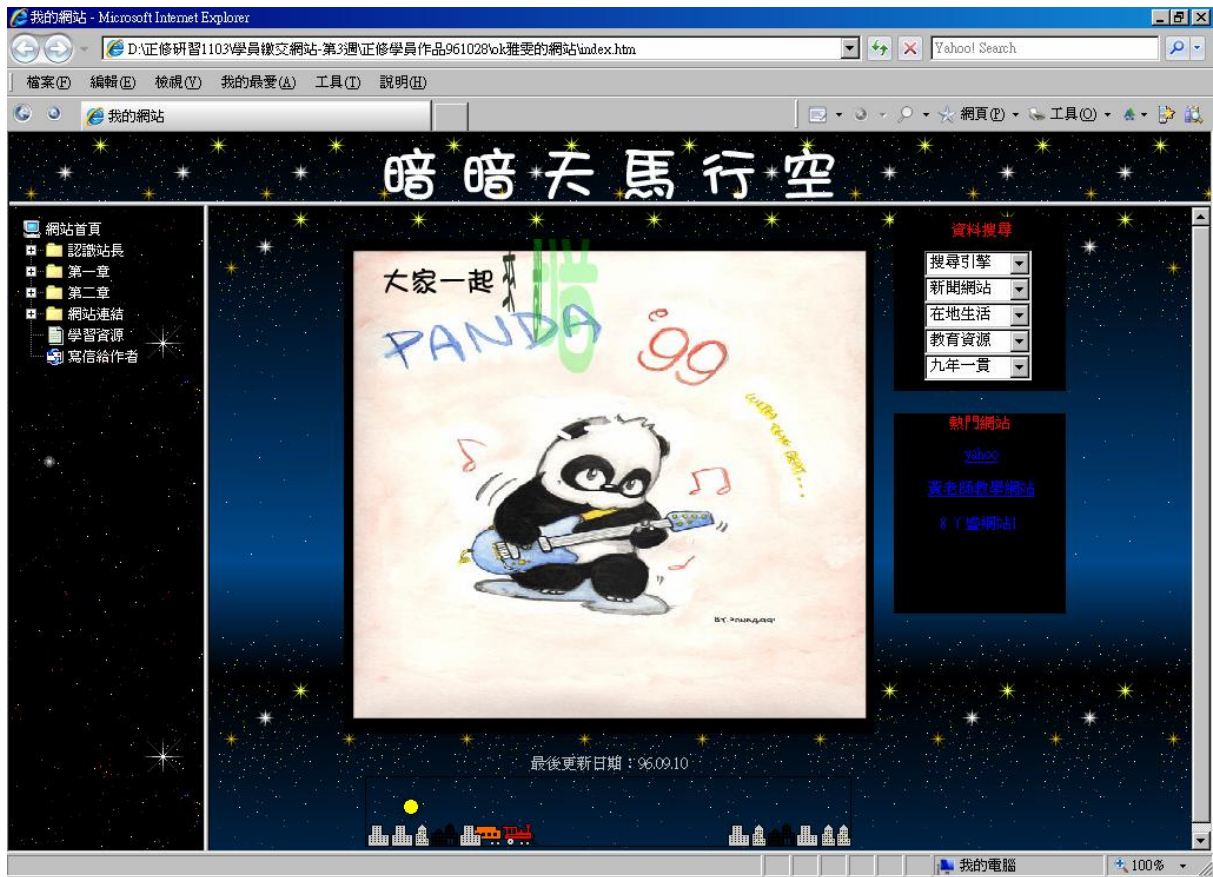 我的網站 - Microsoft Internet Explorer
D:\正修研習1103\學員繳交網站-第3週\正修學員作品961028\ok雅雯的網站\index.htm
Yahoo! Search
檔案(F) 編輯(E) 檢視(V) 我的最愛(A) 工具(T) 說明(H)
我的網站
網頁(P) 工具(O)
暗暗天馬行空
網站首頁
認識站長
第一章
第二章
網站連結
學習資源
寫信給作者
大家一起
PANDA
e99
資料搜尋
搜尋引擎
新聞網站
在地生活
教育資源
九年一貫
熱門網站
yahoo
老師教學網站
最後更新日期：96.09.10
我的電腦
100%